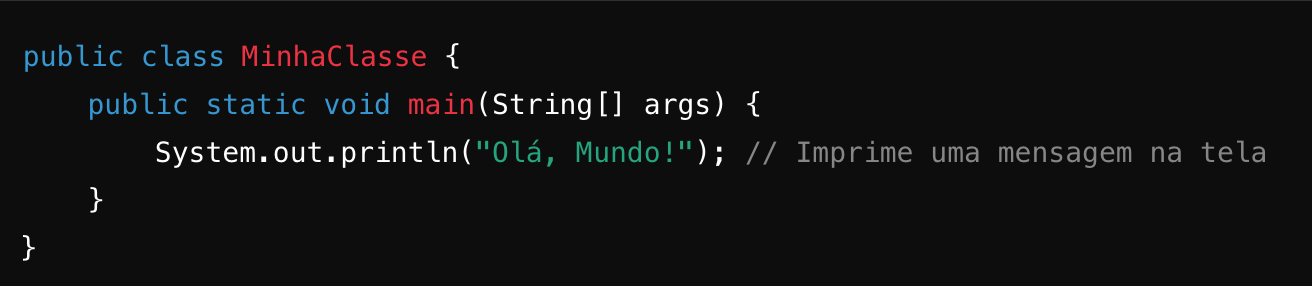 public class MinhaClasse {
    public static void main(String[] args) {
        System.out.println("Olá, Mundo!"); // Imprime uma mensagem na tela
    }
}